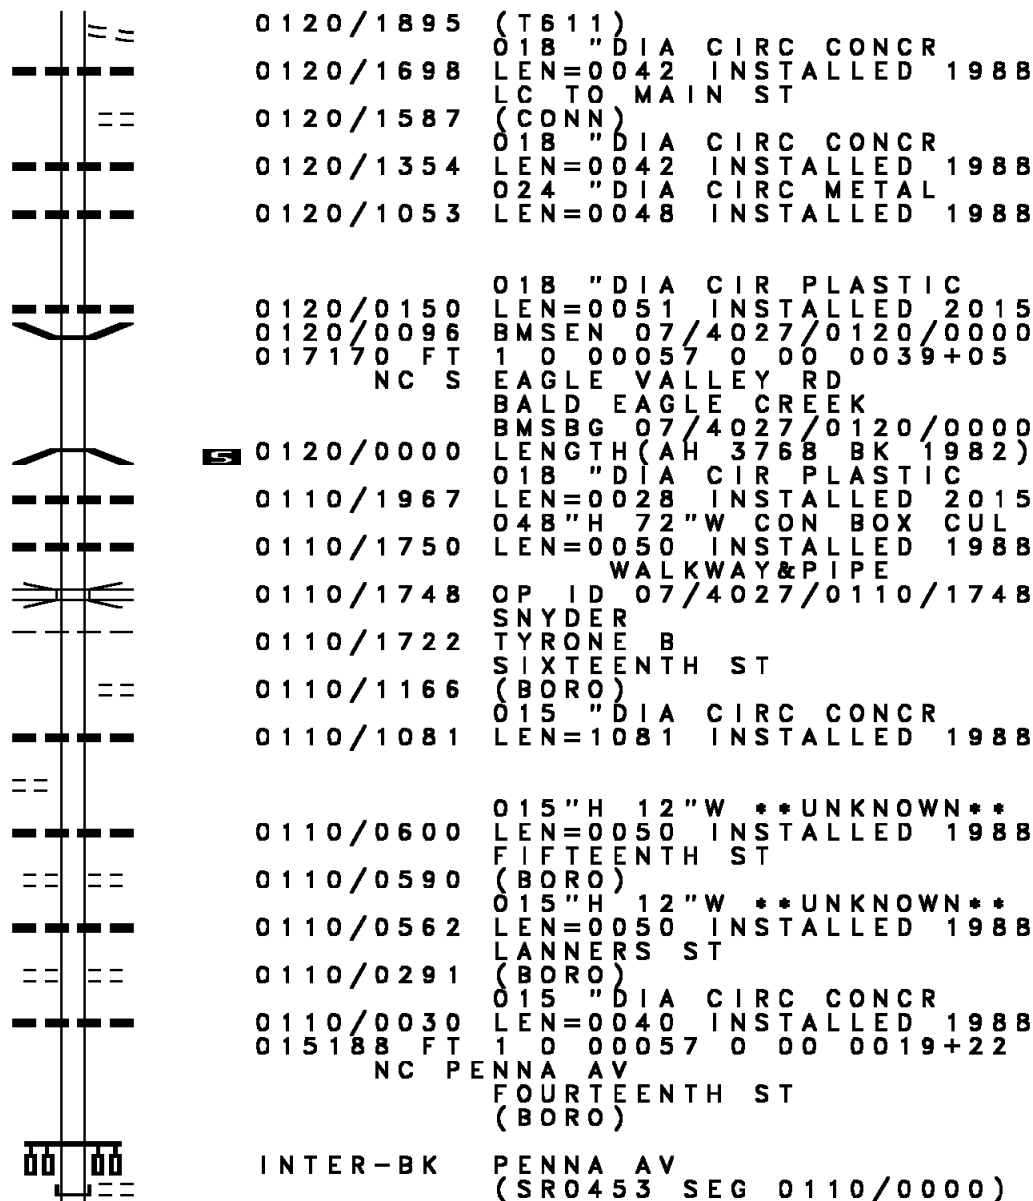 0120/1895 (T611)
018 "DIA CIRC CONCR
0120/1698 LEN=0042 INSTALLED 1988
LC TO MAIN ST
0120/1587 (CONN)
018 "DIA CIRC CONCR
0120/1354 LEN=0042 INSTALLED 1988
024 "DIA CIRC METAL
0120/1053 LEN=0048 INSTALLED 1988
018 "DIA CIR PLASTIC
0120/0150 LEN=0051 INSTALLED 2015
0120/0096 BMSEN 07/4027/0120/0000
017170 FT 1 0 00057 0 00 0039+05
NC S EAGLE VALLEY RD
BALD EAGLE CREEK
BMSBG 07/4027/0120/0000
S 0120/0000 LENGTH(AH 3768 BK 1982)
018 "DIA CIR PLASTIC
0110/1967 LEN=0028 INSTALLED 2015
048"H 72"W CON BOX CUL
0110/1750 LEN=0050 INSTALLED 1988
WALKWAY&PIPE
0110/1748 OP ID 07/4027/0110/1748
SNYDER
0110/1722 TYRONE B
SIXTEENTH ST
0110/1166 (BORO)
015 "DIA CIRC CONCR
0110/1081 LEN=1081 INSTALLED 1988
015"H 12"W **UNKNOWN**
0110/0600 LEN=0050 INSTALLED 1988
FIFTEENTH ST
0110/0590 (BORO)
015"H 12"W **UNKNOWN**
0110/0562 LEN=0050 INSTALLED 1988
LANNERS ST
0110/0291 (BORO)
015 "DIA CIRC CONCR
0110/0030 LEN=0040 INSTALLED 1988
015188 FT 1 0 00057 0 00 0019+22
NC PENNA AV
FOURTEENTH ST
(BORO)
INTER-BK PENNA AV
(SR0453 SEG 0110/0000)